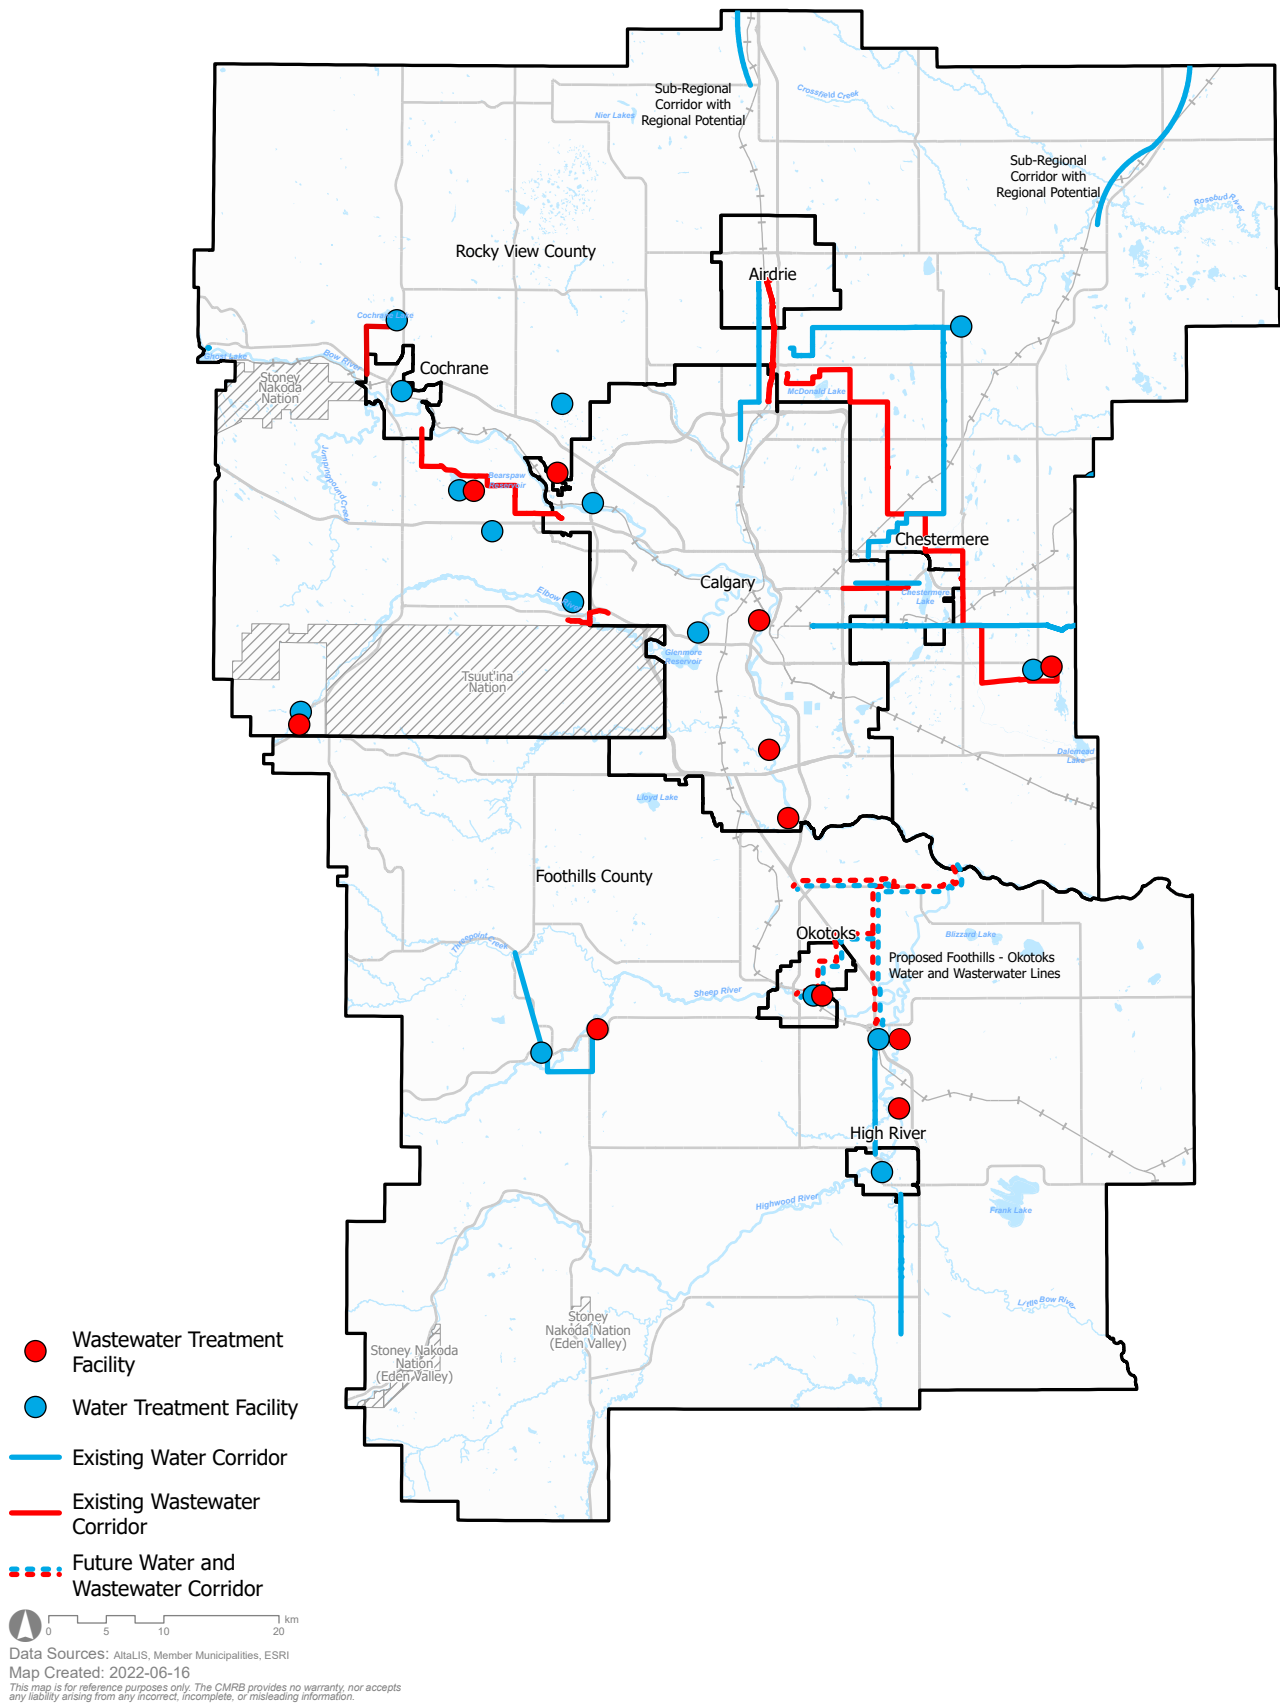 Sub-Regional
Corridor with
Regional Potential
Crossfield Creek
Nier Lakes
Sub-Regional
Corridor with
Regional Potential
Rosebud
River
Rocky View County
Airdrie
Cochrane Lake
Ghost Lake
Bow River
Cochrane
Stoney
Nakoda
Nation
McDonald Lake
Jumpingpound Creek
Bearspaw
Reservoir
Chestermere
Calgary
Elbow River
Chestermere
Lake
Glenmore
Reservoir
Tsuut'ina
Nation
Dalemead
Lake
Lloyd Lake
Foothills County
Okotoks
Blizzard Lake
Threepoint Creek
Proposed Foothills - Okotoks
Water and Wasterwater Lines
Sheep River
High River
Highwood River
Frank Lake
Little Bow River
Stoney
Nakoda Nation
(Eden Valley)
Stoney Nakoda
Nation
(Eden Valley)
Wastewater Treatment
Facility
Water Treatment Facility
Existing Water Corridor
Existing Wastewater
Corridor
Future Water and
Wastewater Corridor
km
0 5 10 20
Data Sources: AltaLIS, Member Municipalities, ESRI
Map Created: 2022-06-16
This map is for reference purposes only. The CMRB provides no warranty, nor accepts
any liability arising from any incorrect, incomplete, or misleading information.